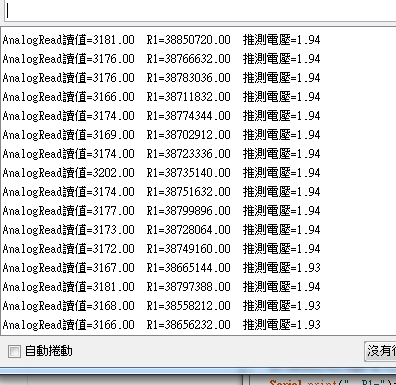 AnalogRead讀值=3181.00 R1=38850720.00 推測電壓=1.94
AnalogRead讀值=3176.00 R1=38766632.00 推測電壓=1.94
AnalogRead讀值=3176.00 R1=38783036.00 推測電壓=1.94
AnalogRead讀值=3166.00 R1=38711832.00 推測電壓=1.94
AnalogRead讀值=3174.00 R1=38774344.00 推測電壓=1.94
AnalogRead讀值=3169.00 R1=38702912.00 推測電壓=1.94
AnalogRead讀值=3174.00 R1=38723336.00 推測電壓=1.94
AnalogRead讀值=3202.00 R1=38735140.00 推測電壓=1.94
AnalogRead讀值=3174.00 R1=38751632.00 推測電壓=1.94
AnalogRead讀值=3177.00 R1=38799896.00 推測電壓=1.94
AnalogRead讀值=3173.00 R1=38728064.00 推測電壓=1.94
AnalogRead讀值=3172.00 R1=38749160.00 推測電壓=1.94
AnalogRead讀值=3167.00 R1=38665144.00 推測電壓=1.93
AnalogRead讀值=3181.00 R1=38797388.00 推測電壓=1.94
AnalogRead讀值=3168.00 R1=38558212.00 推測電壓=1.93
AnalogRead讀值=3166.00 R1=38656232.00 推測電壓=1.93
自動捲動 沒有